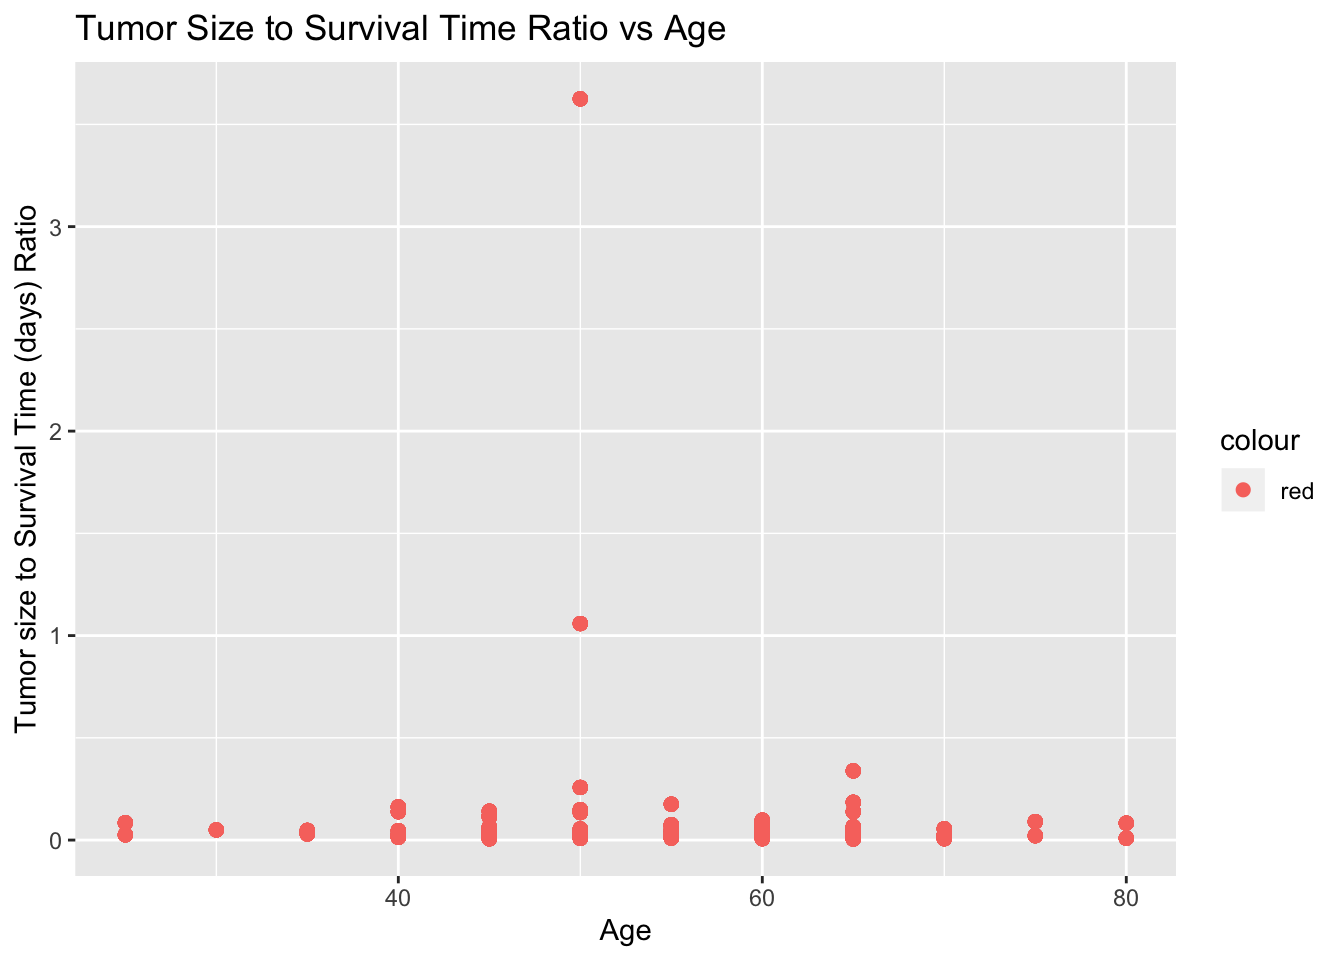 Tumor Size to Survival Time Ratio vs Age
Tumor size to Survival Time (days) Ratio
3
2
1
0
40
60
80
Age
colour
red